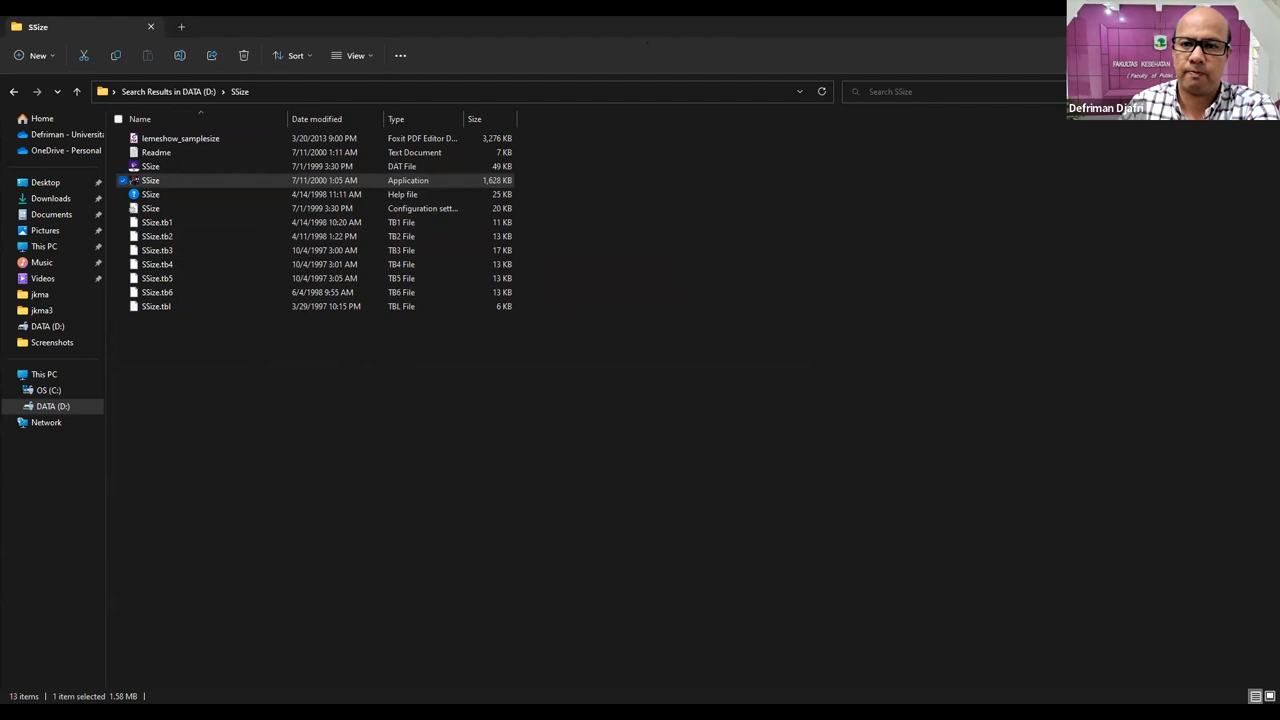 SSize
New
Sort
View
Search Results in DATA (D:) > SSize
Search SSize
FAKULTAS KESEHATAN
(Faculty of Public
Defriman Djafri
Name Date modified Type Size
lemeshow_samplesize 3/20/2013 9:00 PM Foxit PDF Editor D... 3,276 KB
Readme 7/11/2000 1:11 AM Text Document 7 KB
SSize 7/1/1999 3:30 PM DAT File 49 KB
SSize 7/11/2000 1:05 AM Application 1,628 KB
SSize 4/14/1998 11:11 AM Help file 25 KB
SSize 7/1/1999 3:30 PM Configuration sett... 20 KB
SSize.tb1 4/14/1998 10:20 AM TB1 File 11 KB
SSize.tb2 4/11/1998 1:22 PM TB2 File 13 KB
SSize.tb3 10/4/1997 3:00 AM TB3 File 17 KB
SSize.tb4 10/4/1997 3:01 AM TB4 File 13 KB
SSize.tb5 10/4/1997 3:05 AM TB5 File 13 KB
SSize.tb6 6/4/1998 9:55 AM TB6 File 13 KB
SSize.tbl 3/29/1997 10:15 PM TBL File 6 KB
Home
Defriman - Universita
OneDrive - Personal
Desktop
Downloads
Documents
Pictures
This PC
Music
Videos
jkma
jkma3
DATA (D:)
Screenshots
This PC
OS (C:)
DATA (D:)
Network
13 items 1 item selected 1.58 MB